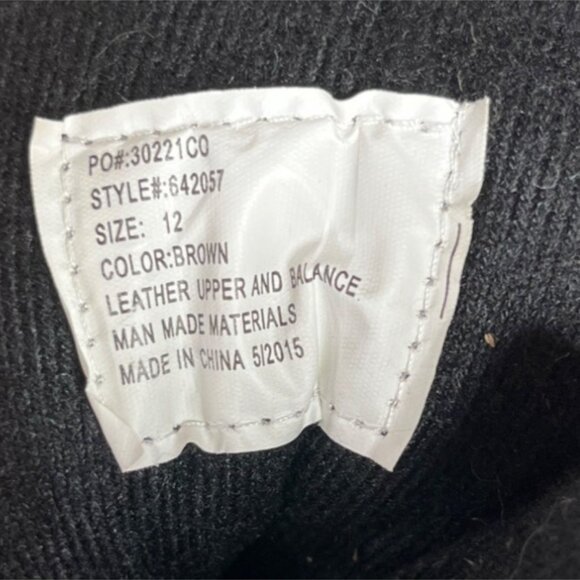 PO#:30221CO
STYLE#:642057
SIZE: 12
COLOR:BROWN
LEATHER UPPER AND BALANCE
MAN MADE MATERIALS
MADE IN CHINA 5/2015